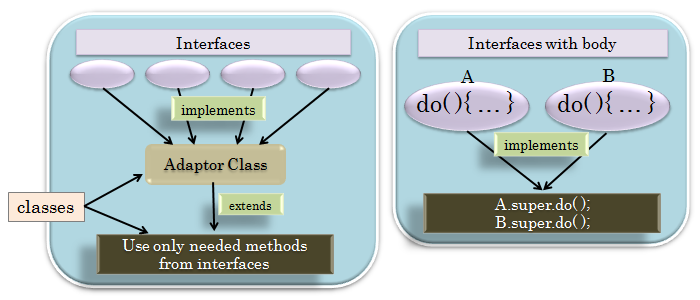 Interfaces
implements
Adaptor Class
classes
extends
Use only needed methods
from interfaces
Interfaces with body
A
B
do(){ ... }
do(){ ... }
implements
A.super.do();
B.super.do();